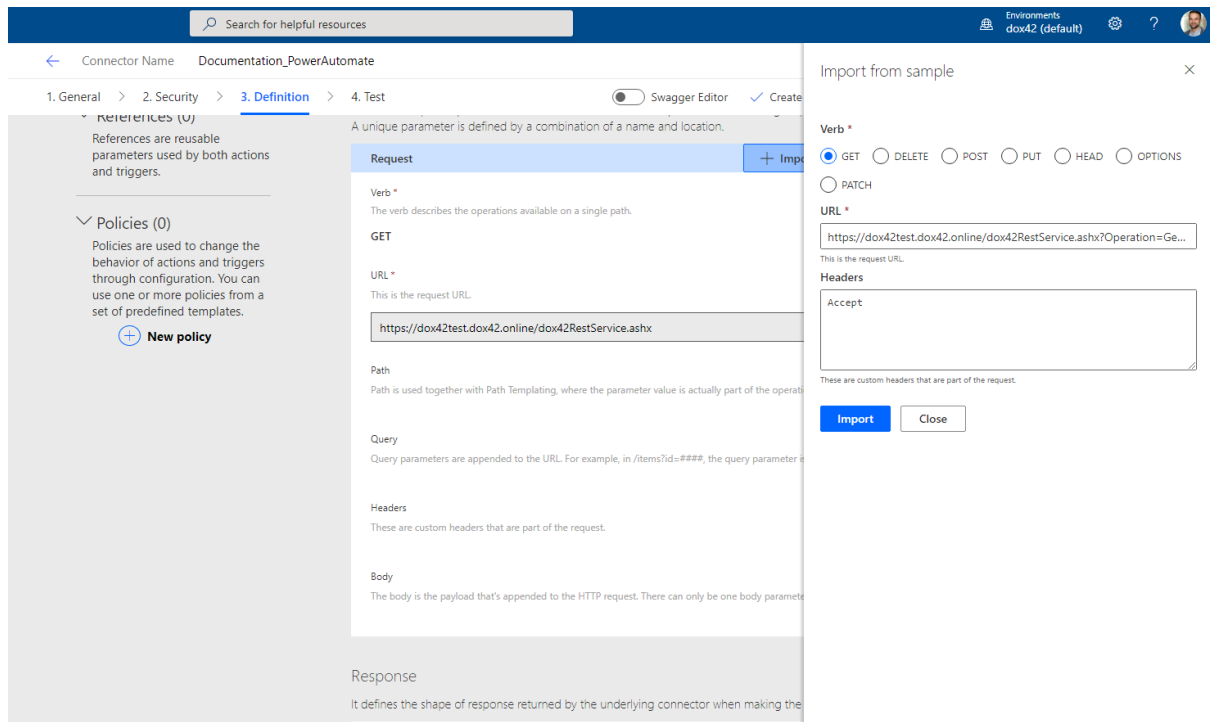 Search for helpful resources
Environments
dox42 (default)
?
Connector Name Documentation_PowerAutomate
1. General > 2. Security > 3. Definition > 4. Test
Swagger Editor
Create
References (0)
References are reusable
parameters used by both actions
and triggers.
Policies (0)
Policies are used to change the
behavior of actions and triggers
through configuration. You can
use one or more policies from a
set of predefined templates.
New policy
A unique parameter is defined by a combination of a name and location.
Request
+ Impo
Verb *
The verb describes the operations available on a single path.
GET
URL *
This is the request URL.
https://dox42test.dox42.online/dox42RestService.ashx
Path
Path is used together with Path Templating, where the parameter value is actually part of the operati
Query
Query parameters are appended to the URL. For example, in /items?id=####, the query parameter is
Headers
These are custom headers that are part of the request.
Body
The body is the payload that's appended to the HTTP request. There can only be one body paramete
Response
It defines the shape of response returned by the underlying connector when making the
Import from sample
Verb *
GET DELETE POST PUT HEAD OPTIONS
PATCH
URL *
https://dox42test.dox42.online/dox42RestService.ashx?Operation=Ge...
This is the request URL.
Headers
Accept
These are custom headers that are part of the request.
Import Close